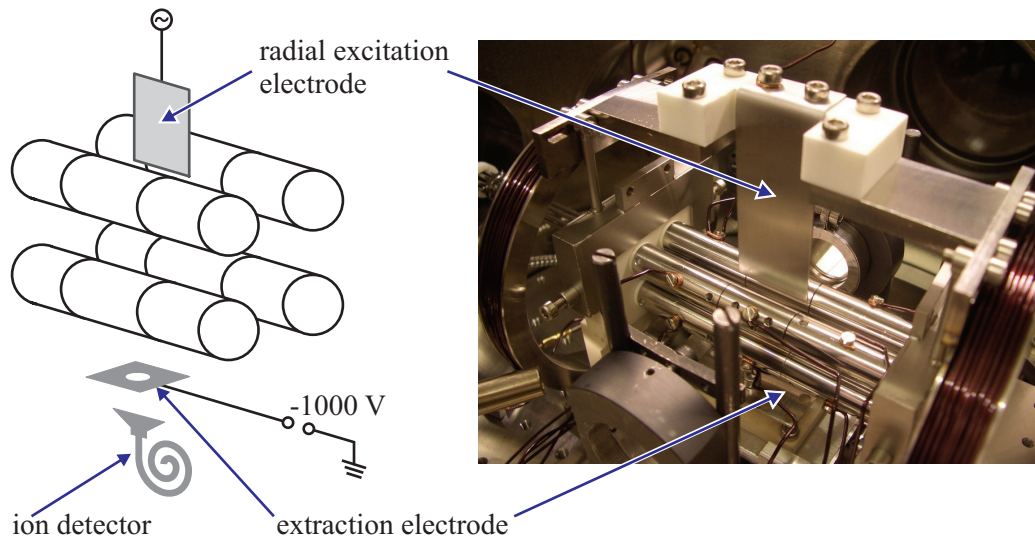 radial excitation
electrode
-1000 V
ion detector
extraction electrode